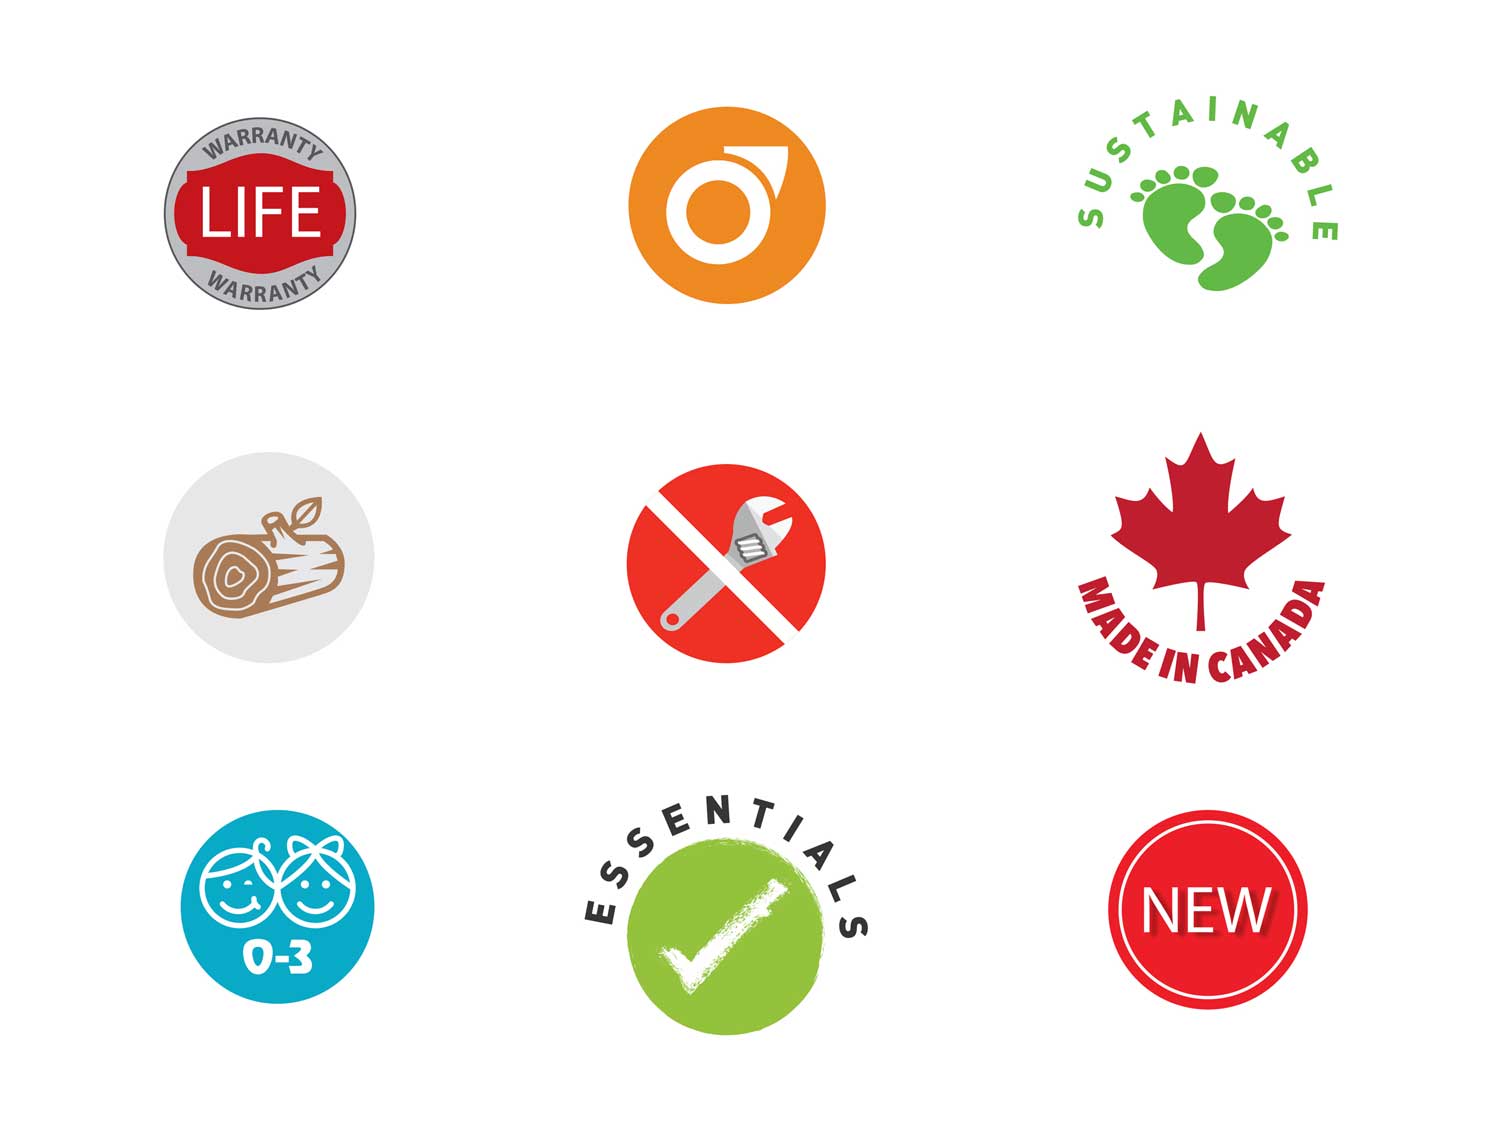 WARRANTY
LIFE
WARRANTY
SUSTAINABLE
MADE IN CANADA
0-3
ESSENTIALS
NEW